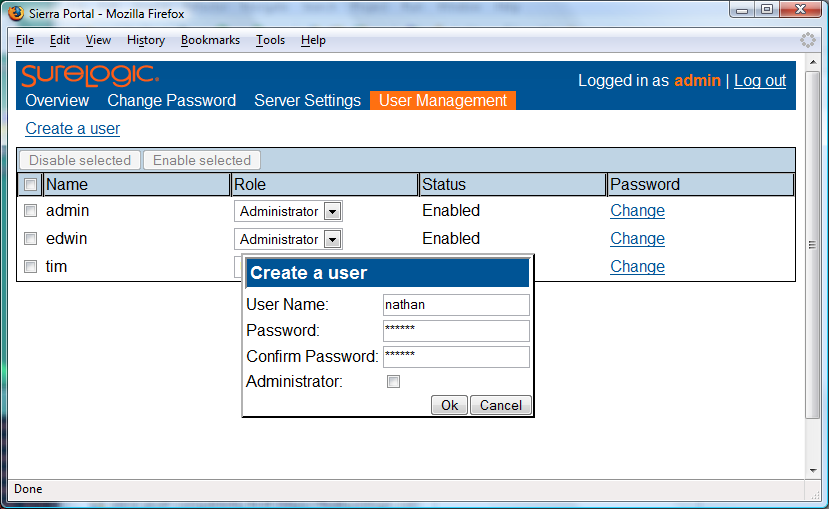 Sierra Portal - Mozilla Firefox
File Edit View History Bookmarks Tools Help
SURELOGIC.
Logged in as admin | Log out
Overview Change Password Server Settings User Management
Create a user
Disable selected Enable selected
Name Role Status Password
admin Administrator Enabled Change
edwin Administrator Enabled Change
tim Change
Create a user
User Name: nathan
Password: ******
Confirm Password: ******
Administrator:
Ok Cancel
Done